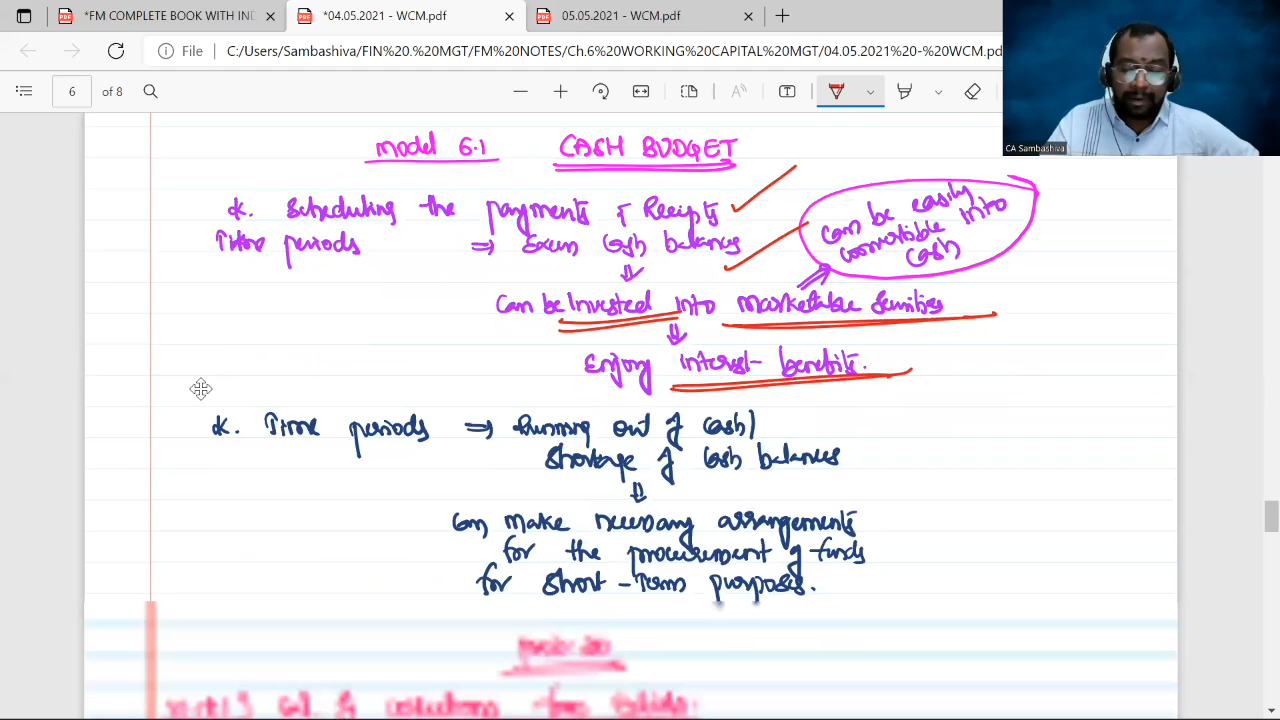 *FM COMPLETE BOOK WITH IND
*04.05.2021 - WCM.pdf
05.05.2021 - WCM.pdf
File
C:/Users/Sambashiva/FIN%20.%20MGT/FM%20NOTES/Ch.6%20WORKING%20CAPITAL%20MGT/04.05.2021%20-%20WCM.pd
6 of 8
CA Sambashiva
model 6.1 CASH BUDGET
*. Scheduling the payments & Receipts
Time periods ⇒ Excess Cash balances
can be easily
convertible into
cash
⇓
Can be Invested into marketable Securities
⇓
Enjoy interest benefits.
*. Time periods ⇒ Running out of Cash/
Shortage of Cash balances
⇓
Can make necessary arrangements
for the procurement of funds
for short-term purposes.